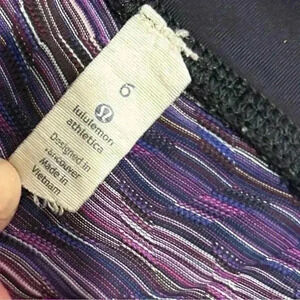 6
lululemon
athletica
Designed in
Vancouver
Made in
Vietnam